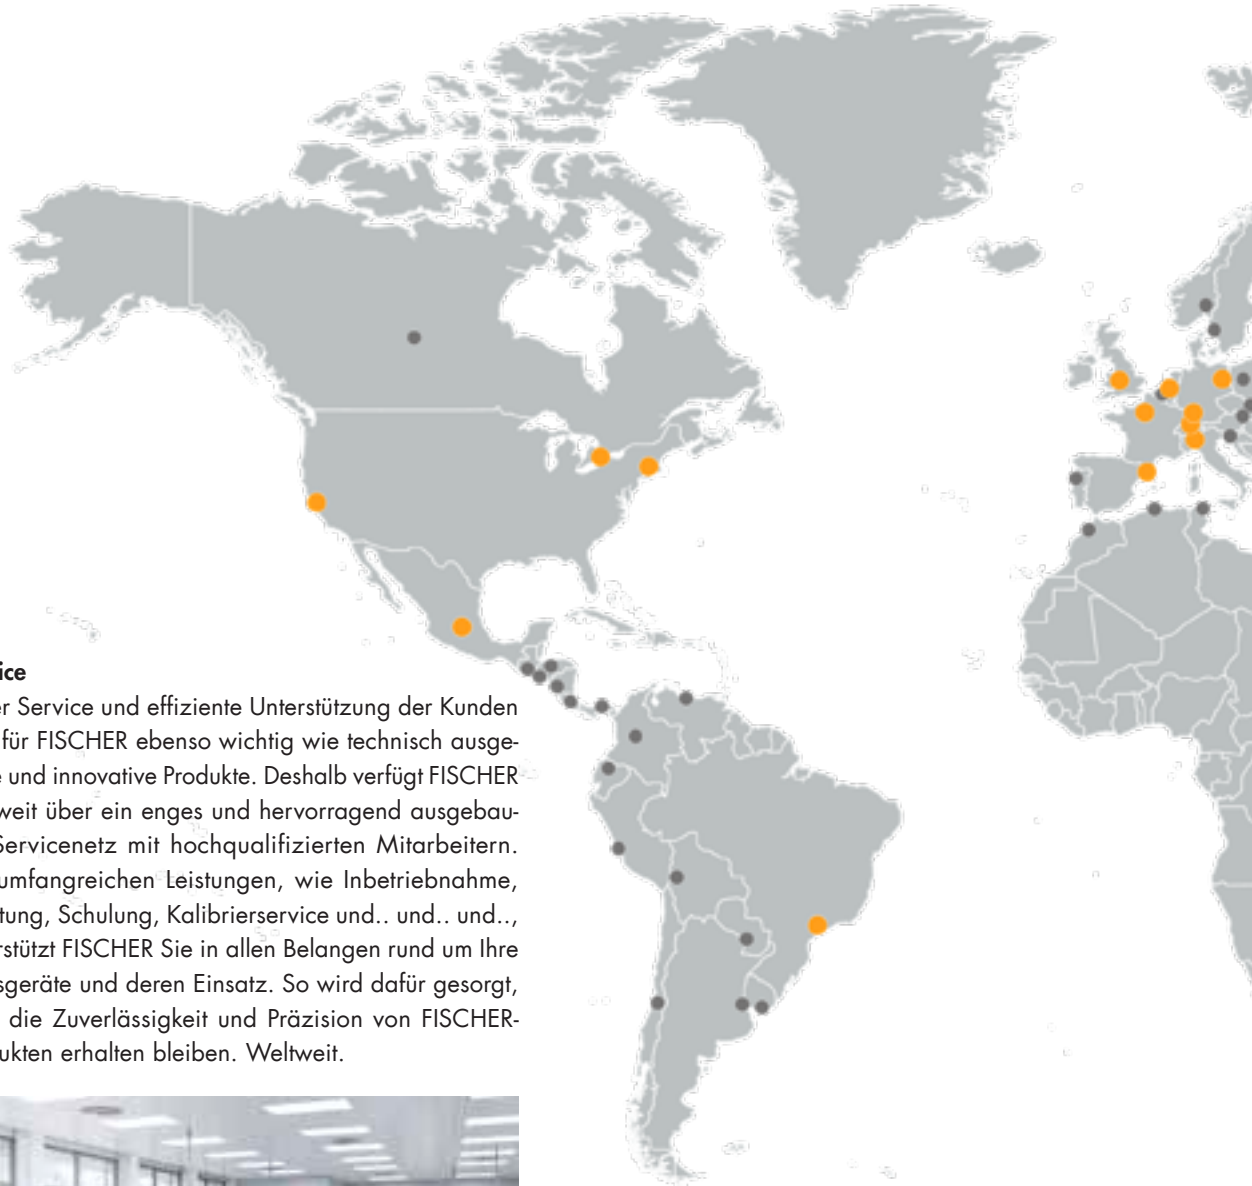 ice
er Service und effiziente Unterstützung der Kunden
für FISCHER ebenso wichtig wie technisch ausge-
e und innovative Produkte. Deshalb verfügt FISCHER
weit über ein enges und hervorragend ausgebau-
Servicenetz mit hochqualifizierten Mitarbeitern.
umfangreichen Leistungen, wie Inbetriebnahme,
tung, Schulung, Kalibrierservice und.. und.. und..,
rstützt FISCHER Sie in allen Belangen rund um Ihre
sgeräte und deren Einsatz. So wird dafür gesorgt,
die Zuverlässigkeit und Präzision von FISCHER-
ukten erhalten bleiben. Weltweit.